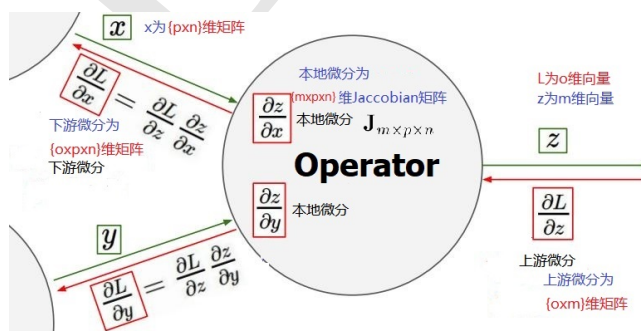 x x为{pxn}维矩阵
∂L/∂x = ∂L/∂z ∂z/∂x
下游微分为
{oxpxn}维矩阵
下游微分
本地微分为
{mxpxn}维Jaccobian矩阵
∂z/∂x 本地微分 J m×p×n
Operator
∂z/∂y 本地微分
y
∂L/∂y = ∂L/∂z ∂z/∂y
L为o维向量
z为m维向量
z
∂L/∂z
上游微分
上游微分为
{oxm}维矩阵